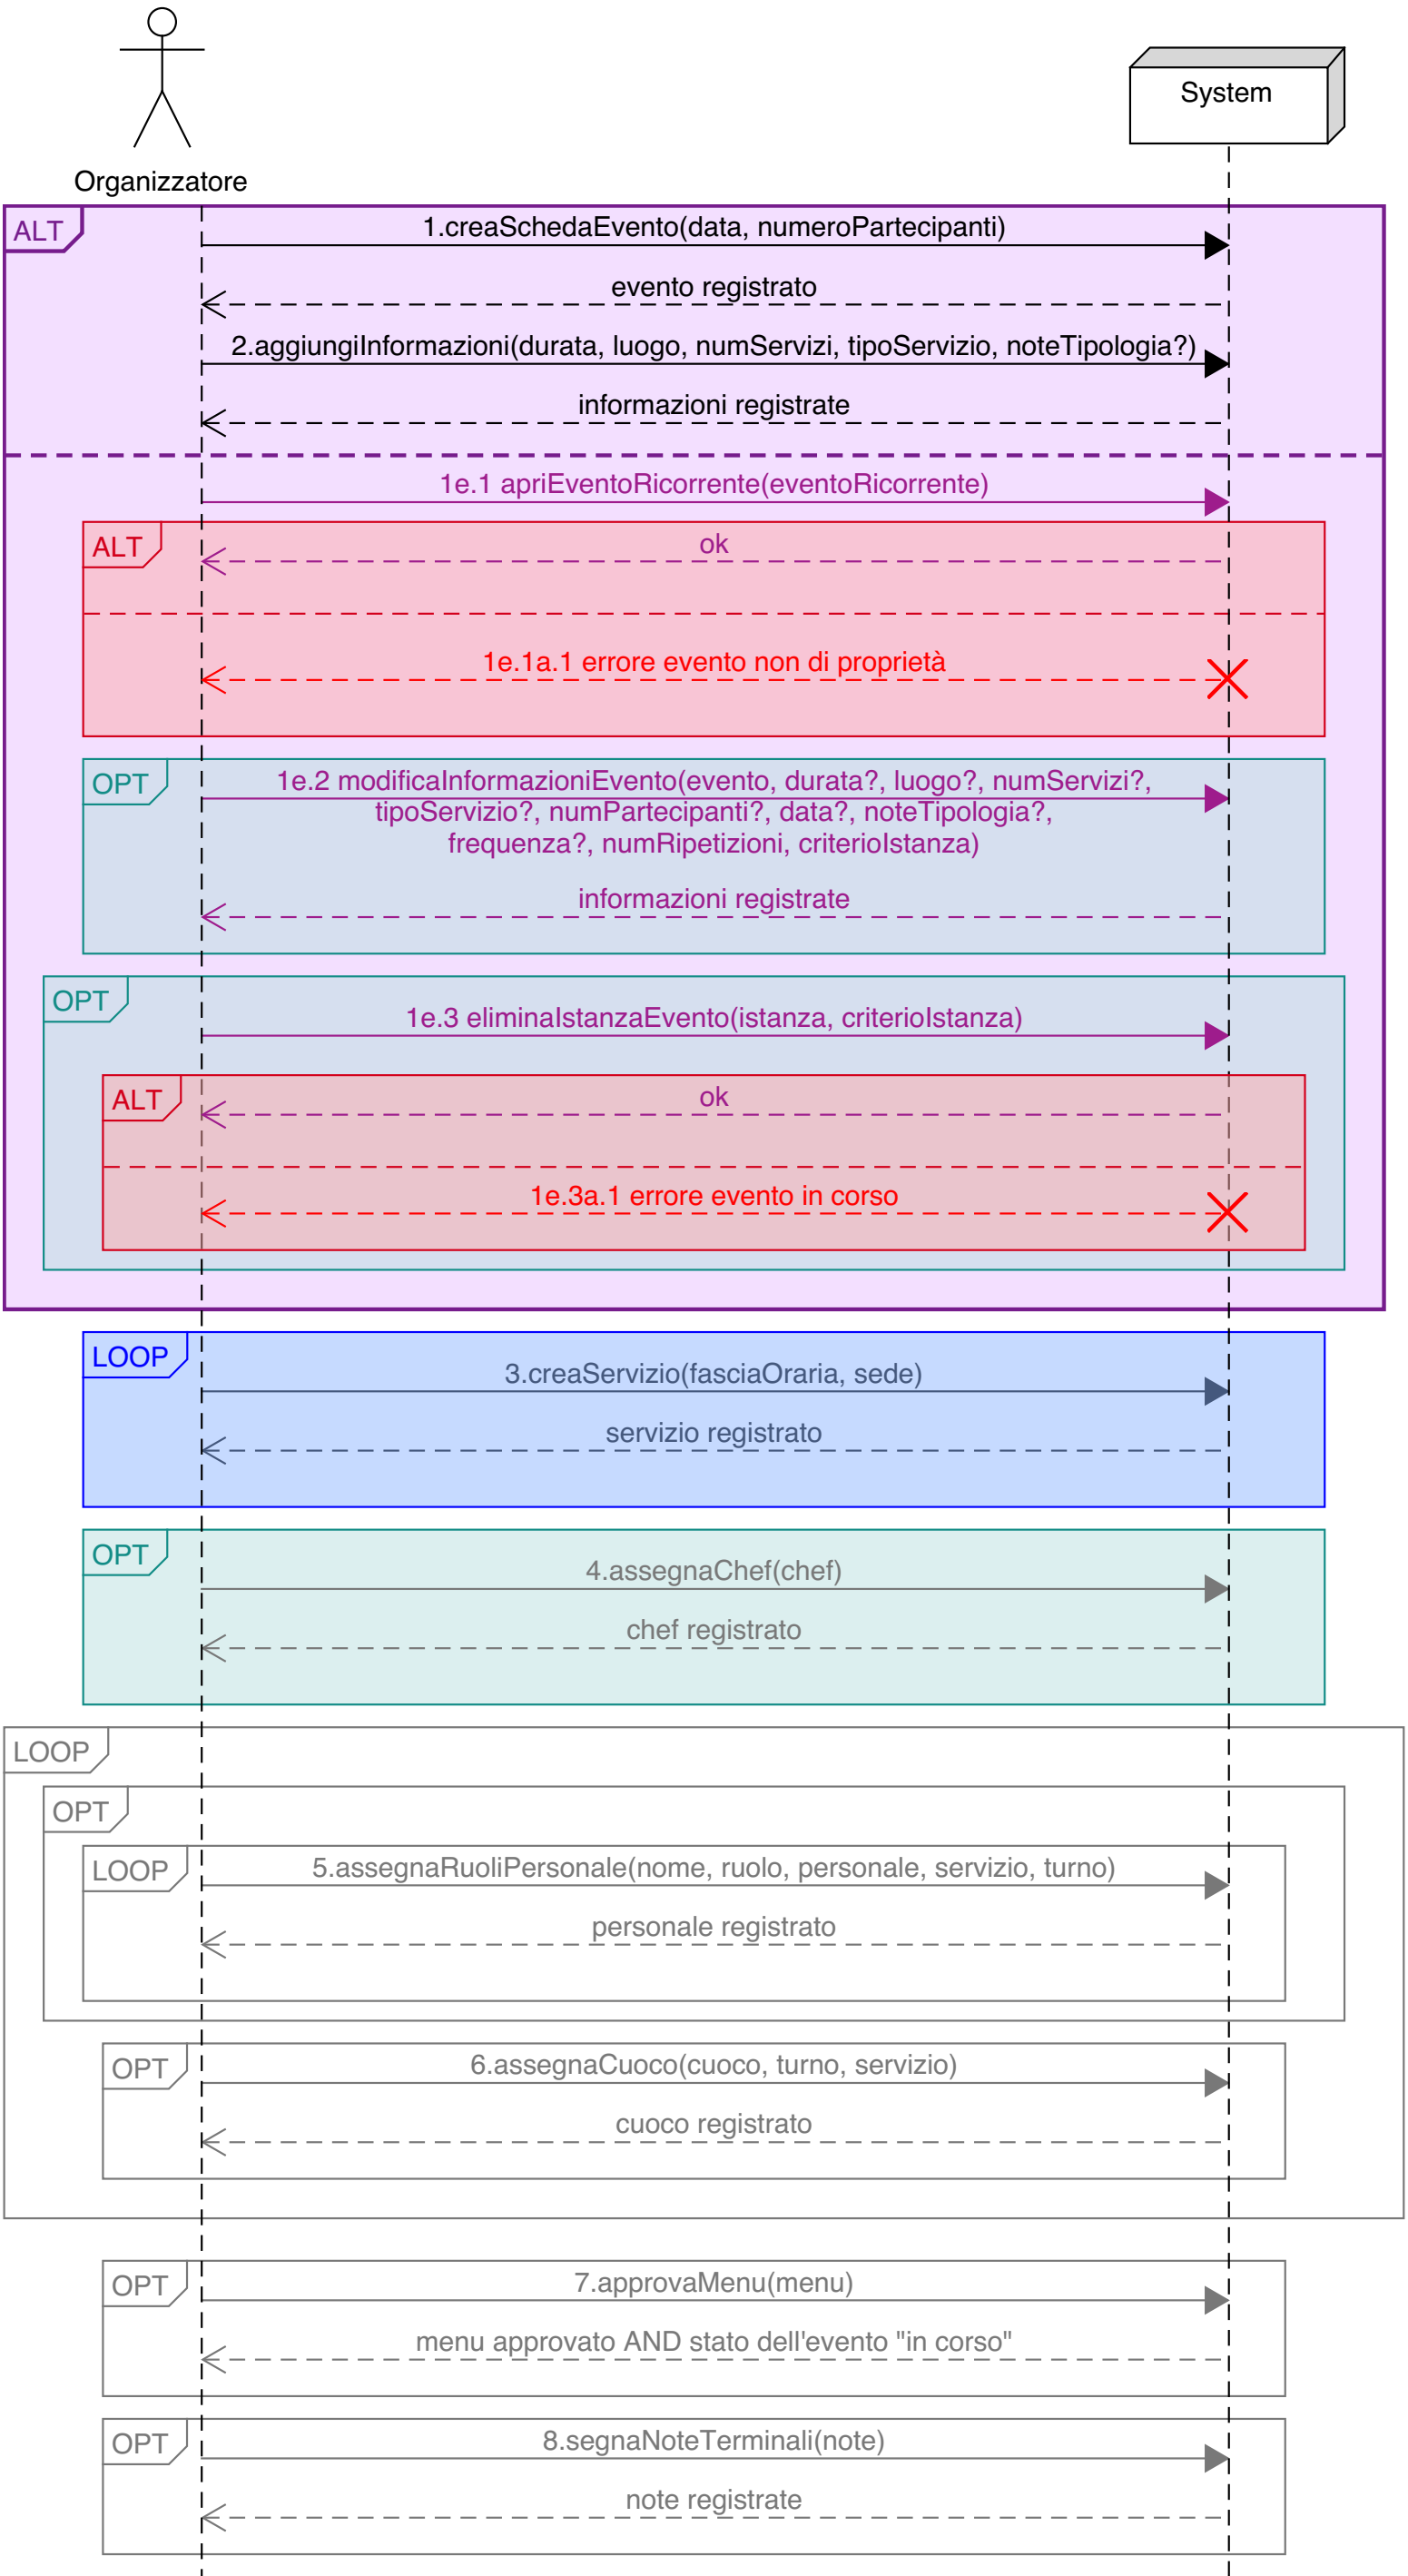 System
Organizzatore
ALT
1.creaSchedaEvento(data, numeroPartecipanti)
evento registrato
2.aggiungiInformazioni(durata, luogo, numServizi, tipoServizio, noteTipologia?)
informazioni registrate
1e.1 apriEventoRicorrente(eventoRicorrente)
ALT
ok
1e.1a.1 errore evento non di proprietà
OPT
1e.2 modificaInformazioniEvento(evento, durata?, luogo?, numServizi?,
tipoServizio?, numPartecipanti?, data?, noteTipologia?,
frequenza?, numRipetizioni, criterioIstanza)
informazioni registrate
OPT
1e.3 eliminaIstanzaEvento(istanza, criterioIstanza)
ALT
ok
1e.3a.1 errore evento in corso
LOOP
3.creaServizio(fasciaOraria, sede)
servizio registrato
OPT
4.assegnaChef(chef)
chef registrato
LOOP
OPT
LOOP
5.assegnaRuoliPersonale(nome, ruolo, personale, servizio, turno)
personale registrato
OPT
6.assegnaCuoco(cuoco, turno, servizio)
cuoco registrato
OPT
7.approvaMenu(menu)
menu approvato AND stato dell'evento "in corso"
OPT
8.segnaNoteTerminali(note)
note registrate